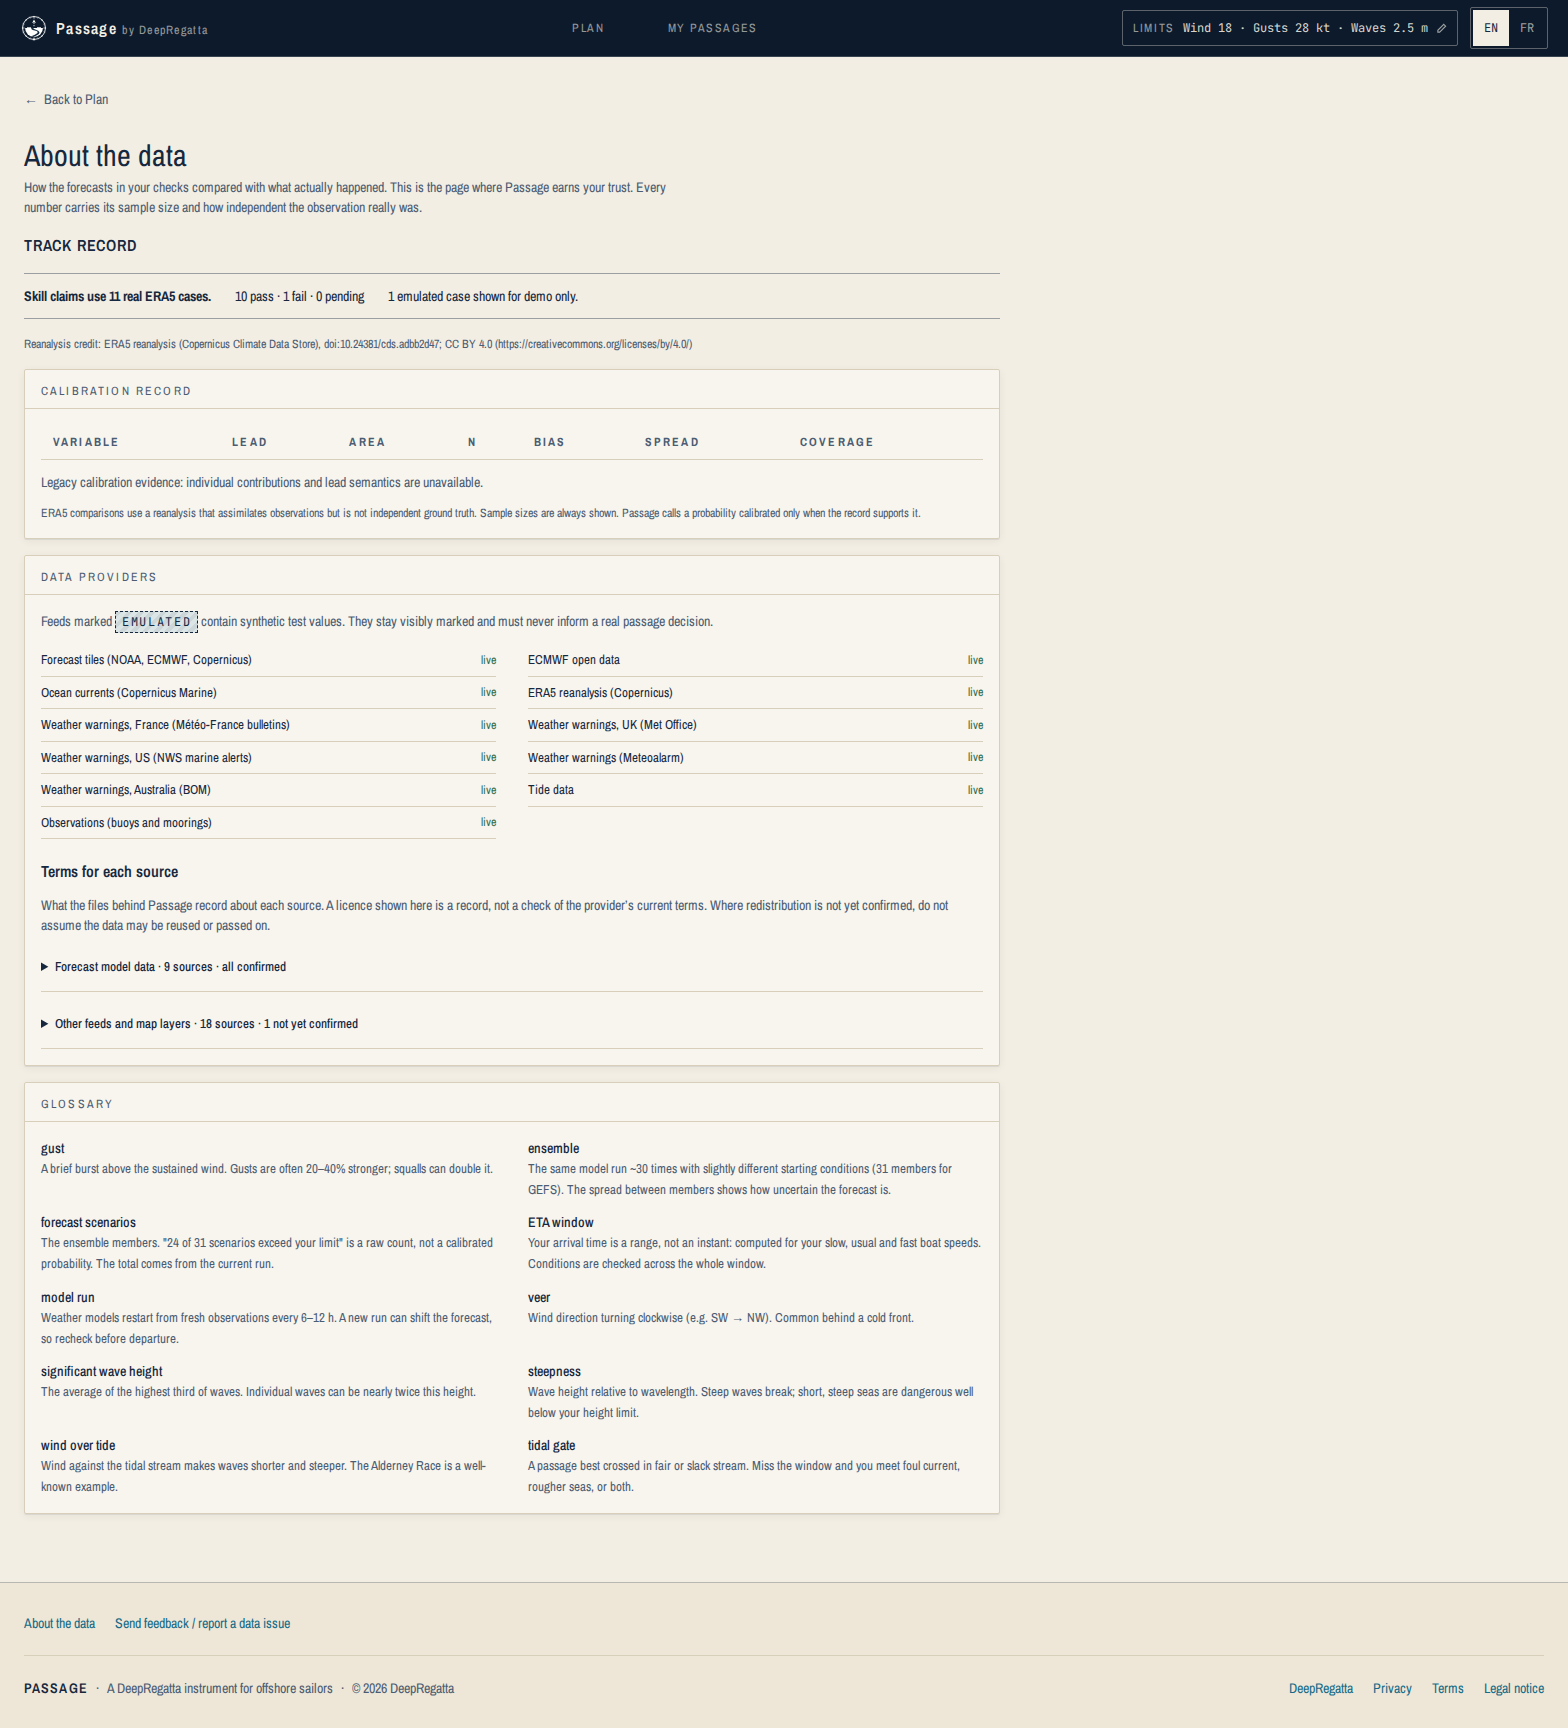 Passage by DeepRegatta
PLAN
MY PASSAGES
LIMITS Wind 18 · Gusts 28 kt · Waves 2.5 m
EN FR
← Back to Plan
About the data
How the forecasts in your checks compared with what actually happened. This is the page where Passage earns your trust. Every
number carries its sample size and how independent the observation really was.
TRACK RECORD
Skill claims use 11 real ERA5 cases. 10 pass · 1 fail · 0 pending 1 emulated case shown for demo only.
Reanalysis credit: ERA5 reanalysis (Copernicus Climate Data Store), doi:10.24381/cds.adbb2d47; CC BY 4.0 (https://creativecommons.org/licenses/by/4.0/)
CALIBRATION RECORD
VARIABLE LEAD AREA N BIAS SPREAD COVERAGE
Legacy calibration evidence: individual contributions and lead semantics are unavailable.
ERA5 comparisons use a reanalysis that assimilates observations but is not independent ground truth. Sample sizes are always shown. Passage calls a probability calibrated only when the record supports it.
DATA PROVIDERS
Feeds marked EMULATED contain synthetic test values. They stay visibly marked and must never inform a real passage decision.
Forecast tiles (NOAA, ECMWF, Copernicus) live
ECMWF open data live
Ocean currents (Copernicus Marine) live
ERA5 reanalysis (Copernicus) live
Weather warnings, France (Météo-France bulletins) live
Weather warnings, UK (Met Office) live
Weather warnings, US (NWS marine alerts) live
Weather warnings (Meteoalarm) live
Weather warnings, Australia (BOM) live
Tide data live
Observations (buoys and moorings) live
Terms for each source
What the files behind Passage record about each source. A licence shown here is a record, not a check of the provider's current terms. Where redistribution is not yet confirmed, do not
assume the data may be reused or passed on.
▶ Forecast model data · 9 sources · all confirmed
▶ Other feeds and map layers · 18 sources · 1 not yet confirmed
GLOSSARY
gust
A brief burst above the sustained wind. Gusts are often 20–40% stronger; squalls can double it.
ensemble
The same model run ~30 times with slightly different starting conditions (31 members for
GEFS). The spread between members shows how uncertain the forecast is.
forecast scenarios
The ensemble members. "24 of 31 scenarios exceed your limit" is a raw count, not a calibrated
probability. The total comes from the current run.
ETA window
Your arrival time is a range, not an instant: computed for your slow, usual and fast boat speeds.
Conditions are checked across the whole window.
model run
Weather models restart from fresh observations every 6–12 h. A new run can shift the forecast,
so recheck before departure.
veer
Wind direction turning clockwise (e.g. SW → NW). Common behind a cold front.
significant wave height
The average of the highest third of waves. Individual waves can be nearly twice this height.
steepness
Wave height relative to wavelength. Steep waves break; short, steep seas are dangerous well
below your height limit.
wind over tide
Wind against the tidal stream makes waves shorter and steeper. The Alderney Race is a well-
known example.
tidal gate
A passage best crossed in fair or slack stream. Miss the window and you meet foul current,
rougher seas, or both.
About the data Send feedback / report a data issue
PASSAGE · A DeepRegatta instrument for offshore sailors · © 2026 DeepRegatta
DeepRegatta Privacy Terms Legal notice